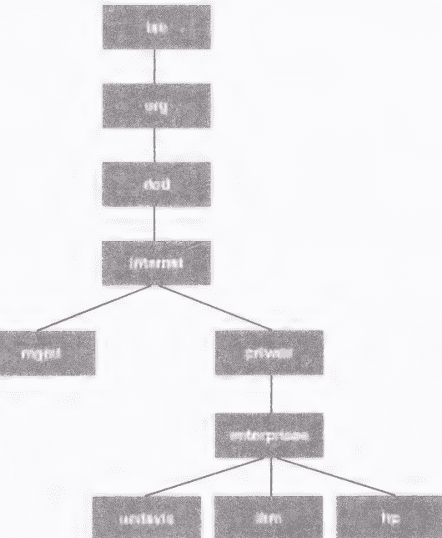 iso
org
dod
internet
mgmt
private
enterprises
ibm
hp